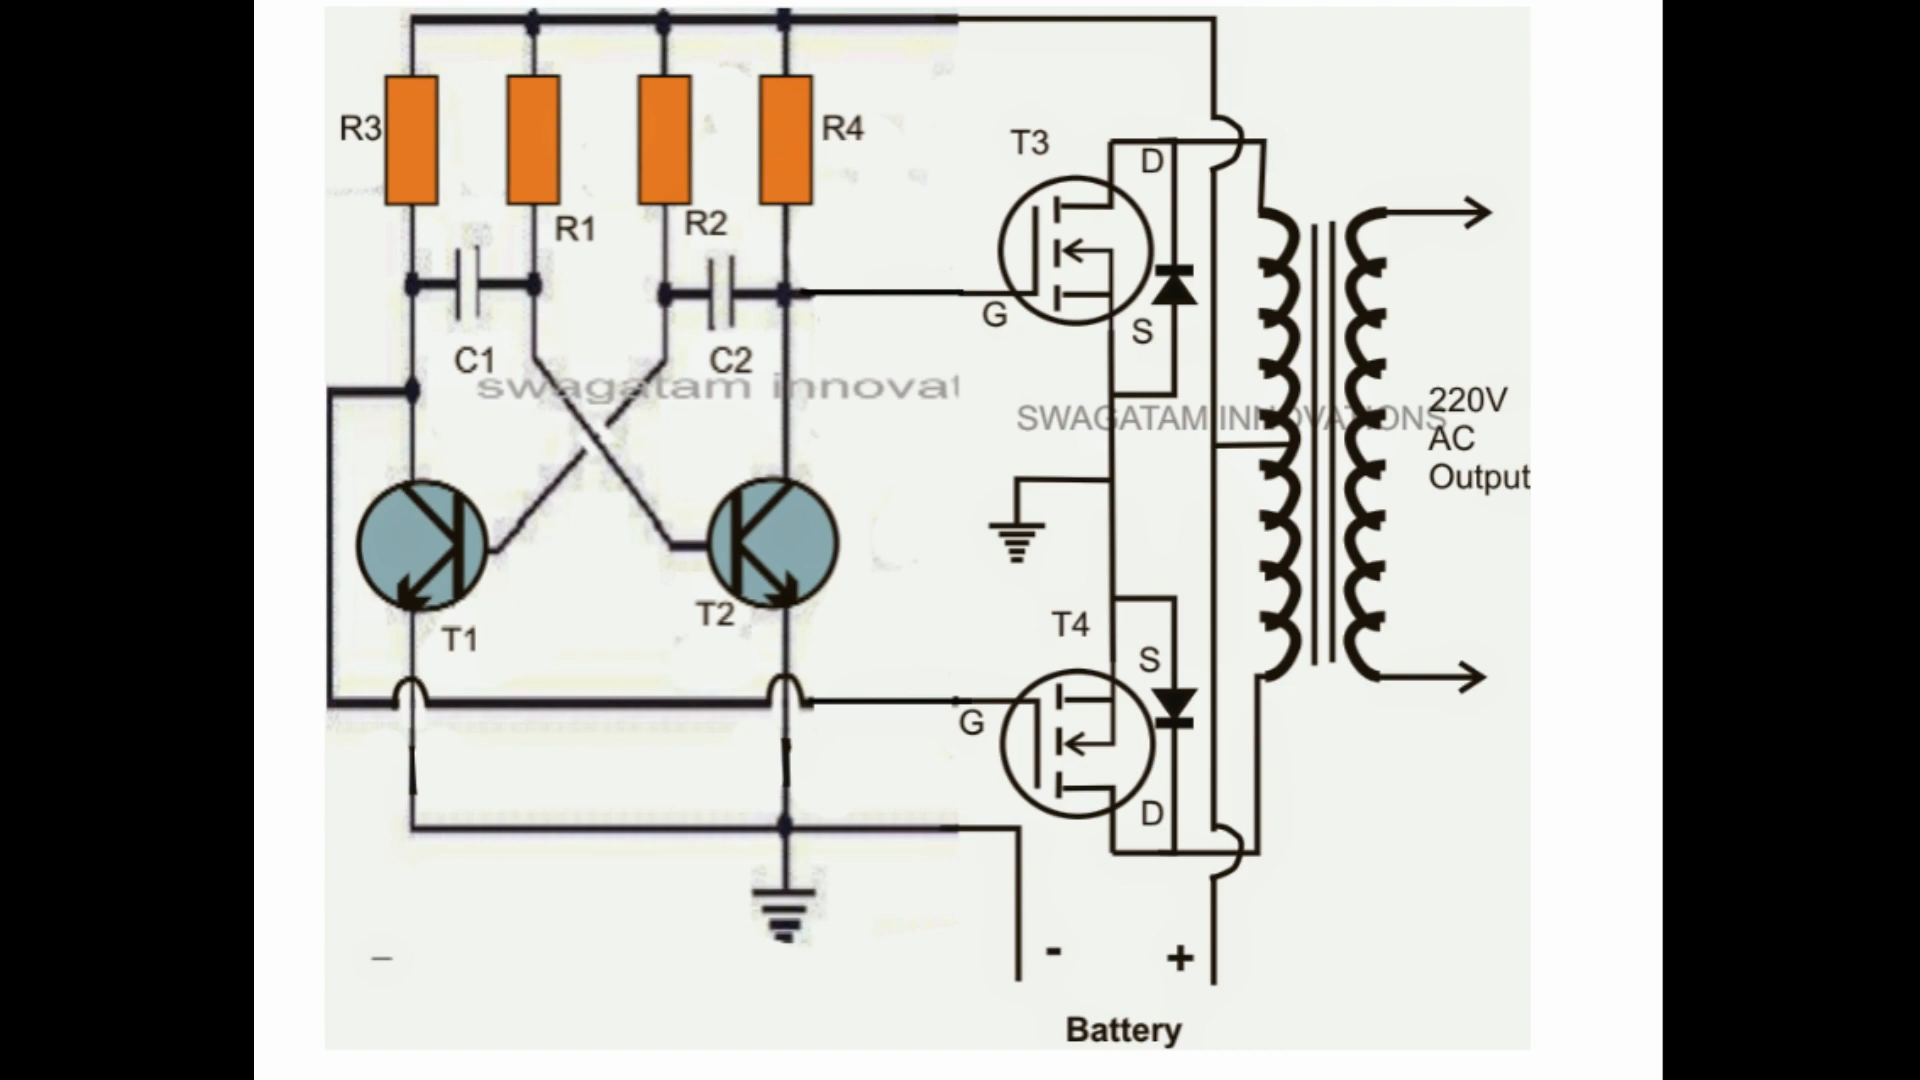 R3
R1
R2
R4
C1
C2
swagatam innovat
T1
T2
T3
D
G
S
SWAGATAM INNOVATIONS
220V
AC
Output
T4
S
G
D
-
+
Battery